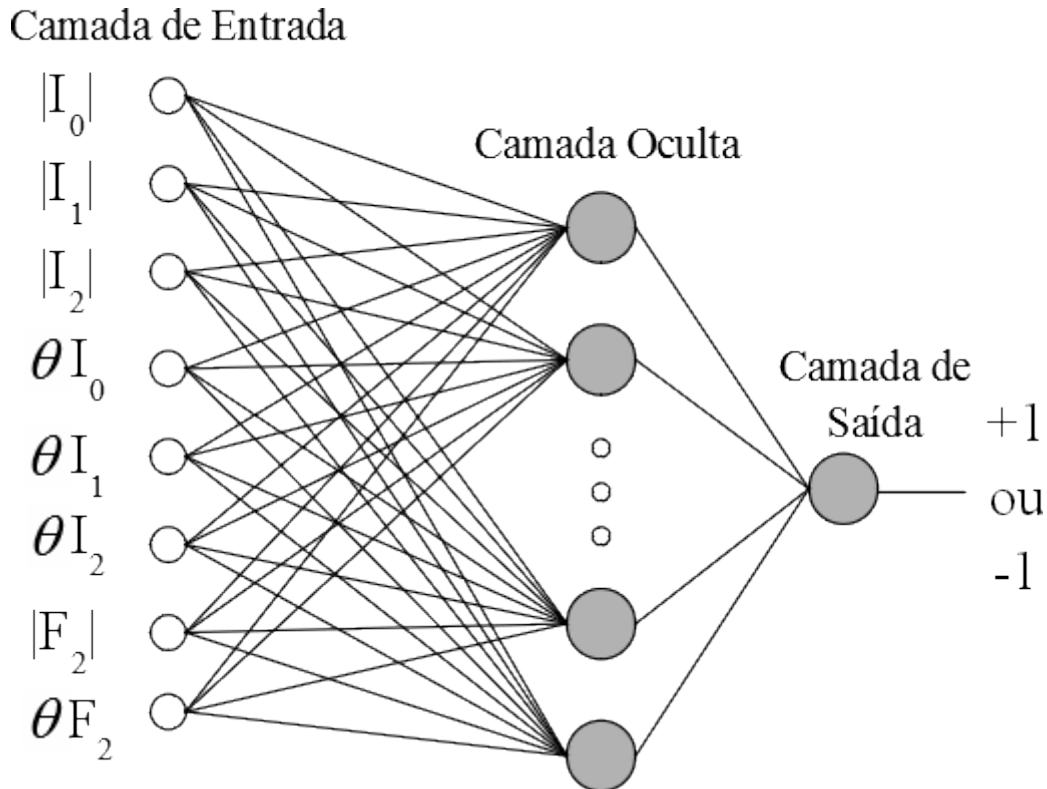 Camada de Entrada
|I₀|
|I₁|
|I₂|
θI₀
θI₁
θI₂
|F₂|
θF₂
Camada Oculta
Camada de
Saída
+1
ou
-1